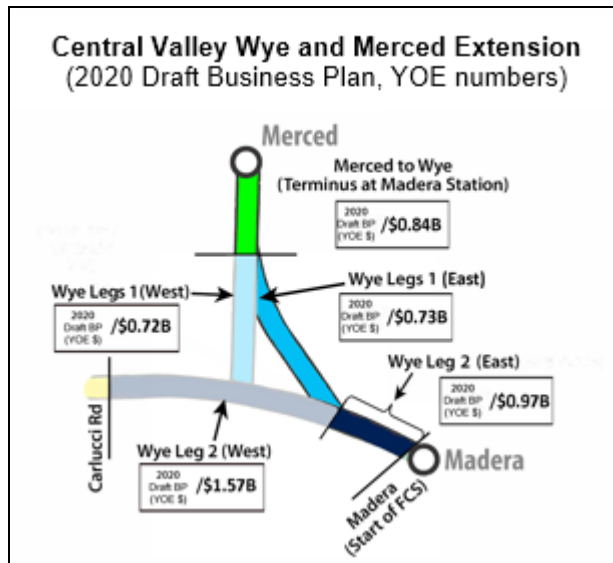 Central Valley Wye and Merced Extension
(2020 Draft Business Plan, YOE numbers)
Merced
Merced to Wye
(Terminus at Madera Station)
2020
Draft BP
(YOE $)
/$0.84B
Wye Legs 1 (West)
2020
Draft BP
(YOE $)
/$0.72B
Wye Legs 1 (East)
2020
Draft BP
(YOE $)
/$0.73B
Wye Leg 2 (East)
2020
Draft BP
(YOE $)
/$0.97B
Carlucci Rd
Wye Leg 2 (West)
2020
Draft BP
(YOE $)
/$1.57B
Madera
(Start of FCS)
Madera